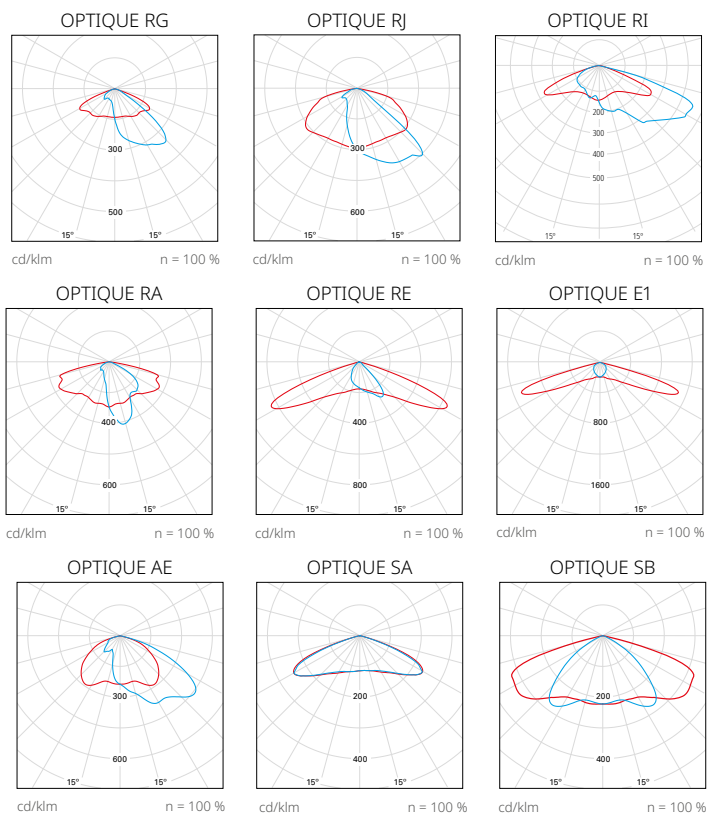 OPTIQUE RG
300
500
15° 15°
cd/klm n = 100 %
OPTIQUE RJ
300
600
15° 15°
cd/klm n = 100 %
OPTIQUE RI
200
300
400
500
15° 15°
cd/klm n = 100 %
OPTIQUE RA
400
600
15° 15°
cd/klm n = 100 %
OPTIQUE RE
400
800
15° 15°
cd/klm n = 100 %
OPTIQUE E1
800
1600
15° 15°
cd/klm n = 100 %
OPTIQUE AE
300
600
15° 15°
cd/klm n = 100 %
OPTIQUE SA
200
400
15° 15°
cd/klm n = 100 %
OPTIQUE SB
200
400
15° 15°
cd/klm n = 100 %